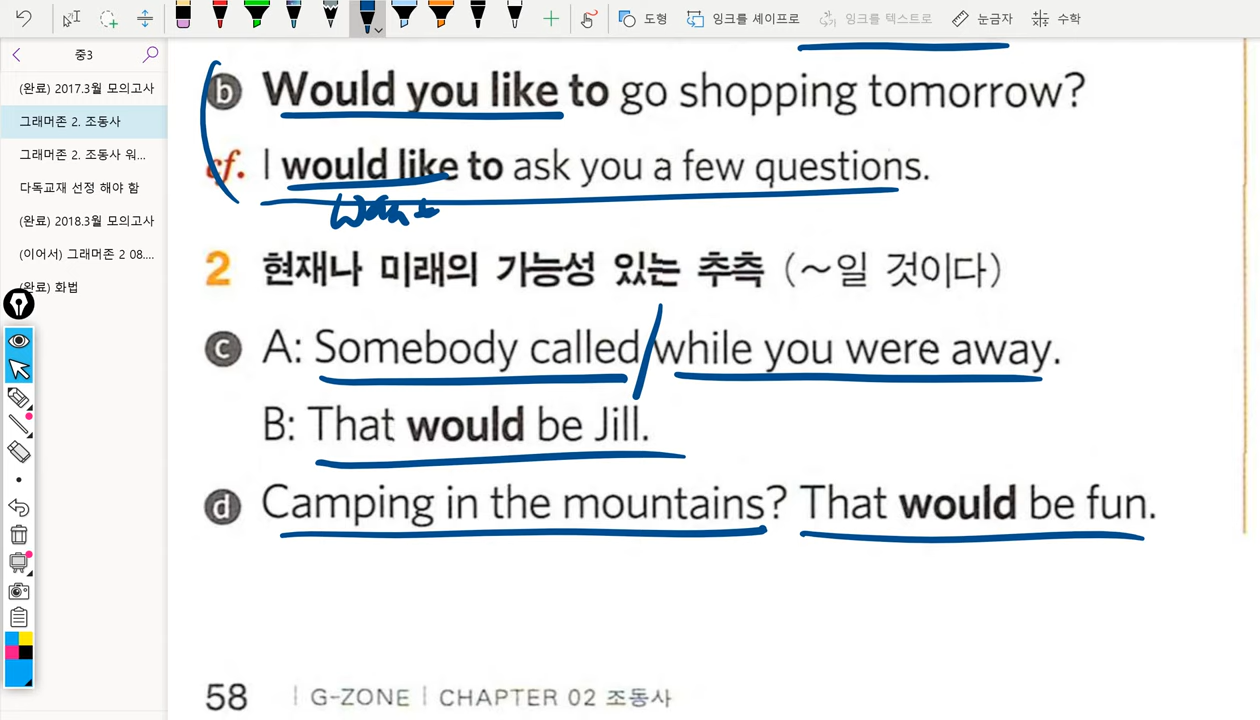 도형
잉크를 셰이프로
잉크를 텍스트로
눈금자
수학
중3
(완료) 2017.3월 모의고사
그래머존 2. 조동사
그래머존 2. 조동사 워...
다독교재 선정 해야 함
(완료) 2018.3월 모의고사
(이어서) 그래머존 2 08....
(완료) 화법
b Would you like to go shopping tomorrow?
cf. I would like to ask you a few questions.
want
2 현재나 미래의 가능성 있는 추측 (~일 것이다)
c A: Somebody called while you were away.
B: That would be Jill.
d Camping in the mountains? That would be fun.
58 | G-ZONE | CHAPTER 02 조동사